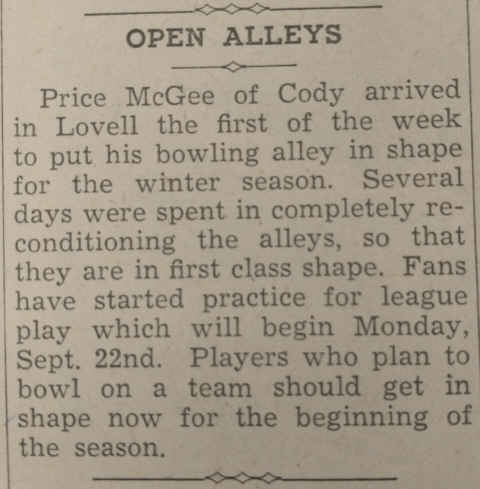 OPEN ALLEYS
Price McGee of Cody arrived
in Lovell the first of the week
to put his bowling alley in shape
for the winter season. Several
days were spent in completely re-
conditioning the alleys, so that
they are in first class shape. Fans
have started practice for league
play which will begin Monday,
Sept. 22nd. Players who plan to
bowl on a team should get in
shape now for the beginning of
the season.